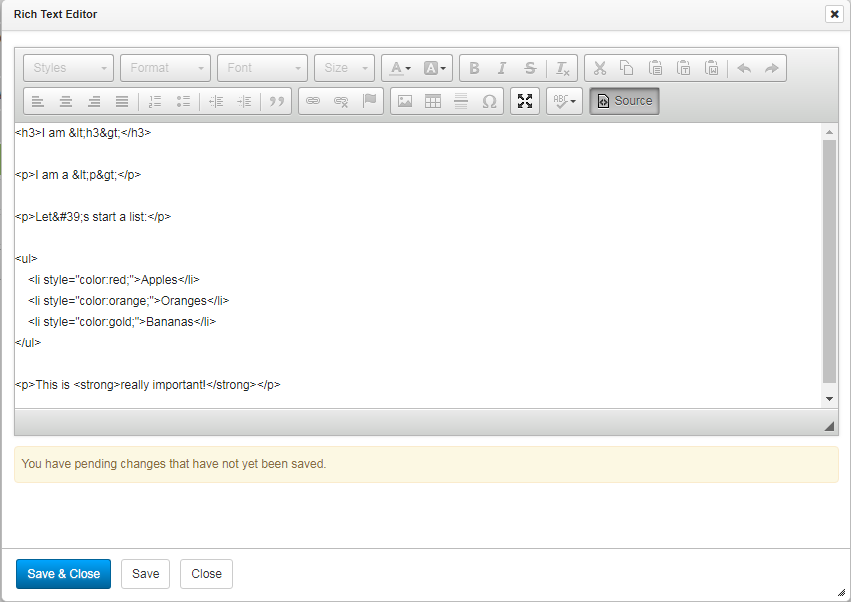 Rich Text Editor
Styles Format Font Size A A B I S Ix
Ω ABC Source
<h3>I am &lt;h3&gt;</h3>
<p>I am a &lt;p&gt;</p>
<p>Let&#39;s start a list:</p>
<ul>
<li style="color:red;">Apples</li>
<li style="color:orange;">Oranges</li>
<li style="color:gold;">Bananas</li>
</ul>
<p>This is <strong>really important!</strong></p>
You have pending changes that have not yet been saved.
Save & Close Save Close